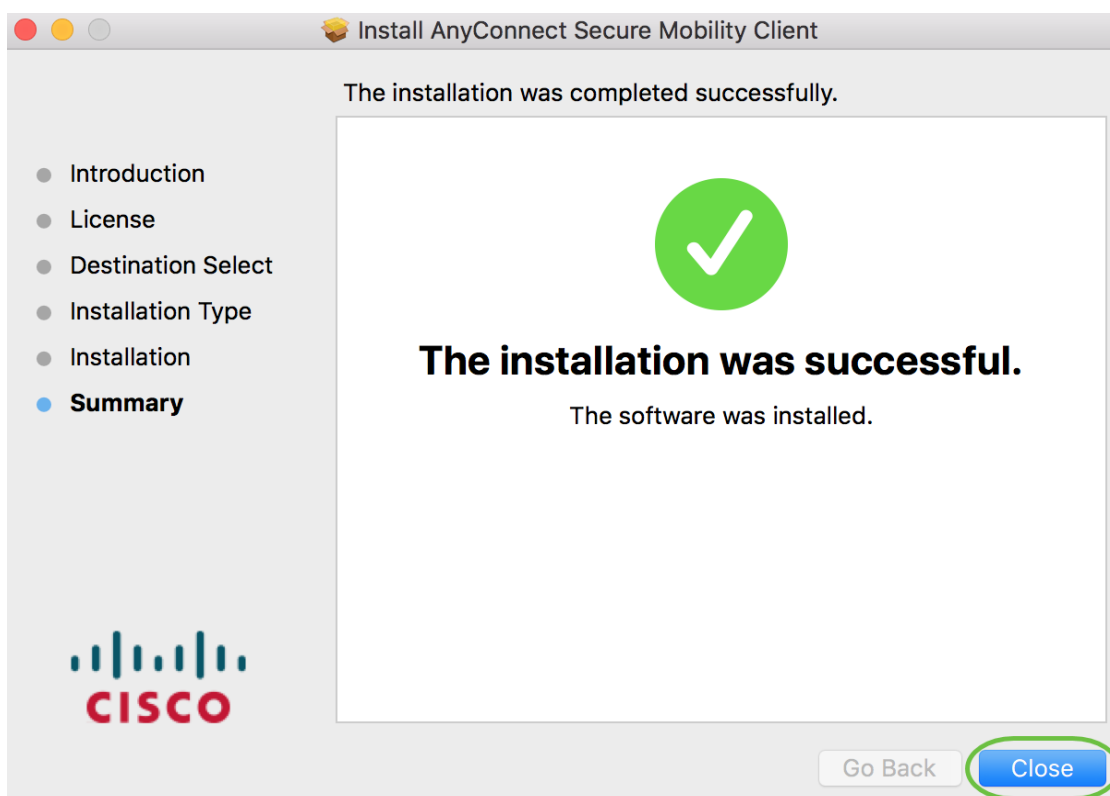 Install AnyConnect Secure Mobility Client
The installation was completed successfully.
Introduction
License
Destination Select
Installation Type
Installation
Summary
The installation was successful.
The software was installed.
CISCO
Go Back
Close